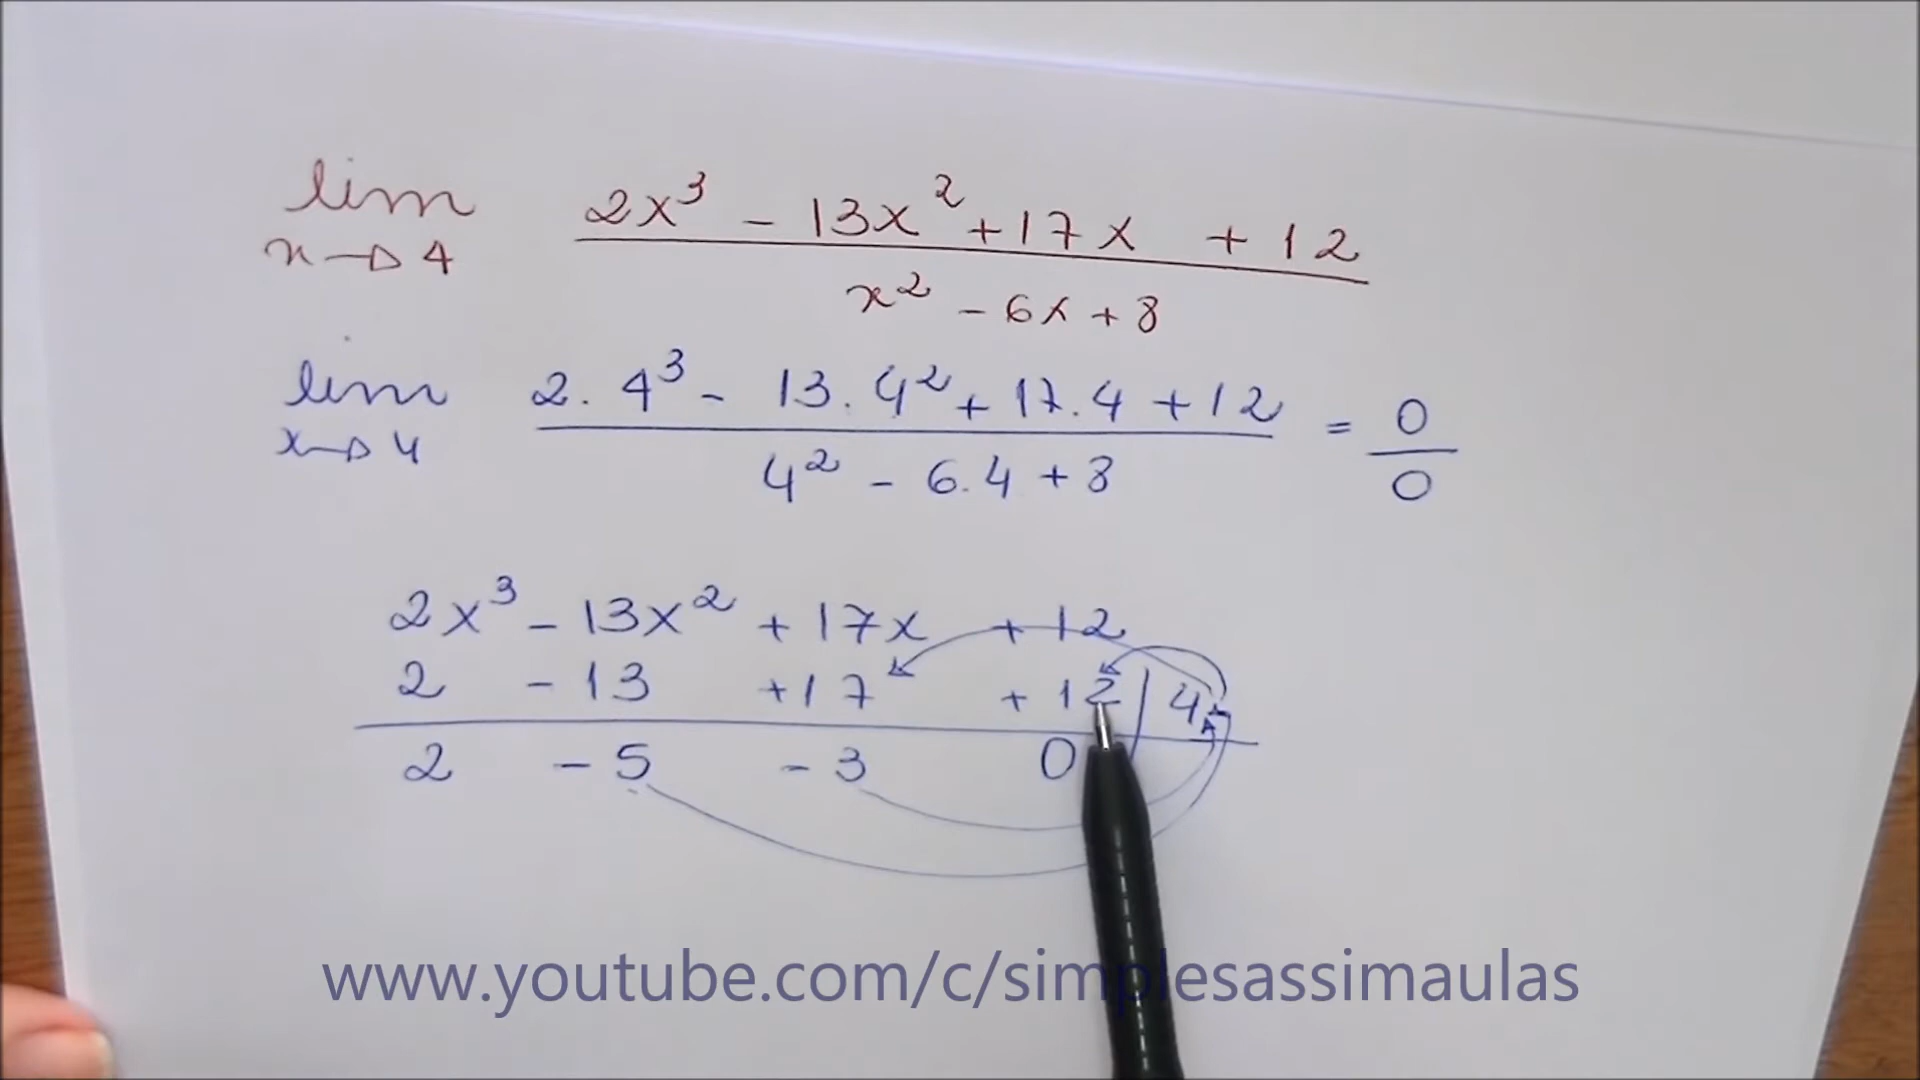 lim 2x³ - 13x² + 17x + 12
x→4 x² - 6x + 8
lim 2. 4³ - 13. 4² + 17. 4 + 12 = 0
x→4 4² - 6. 4 + 8 0
2x³ - 13x² + 17x + 12
2 - 13 + 17 + 12 | 4
2 - 5 - 3 0
www.youtube.com/c/simplesassimaulas